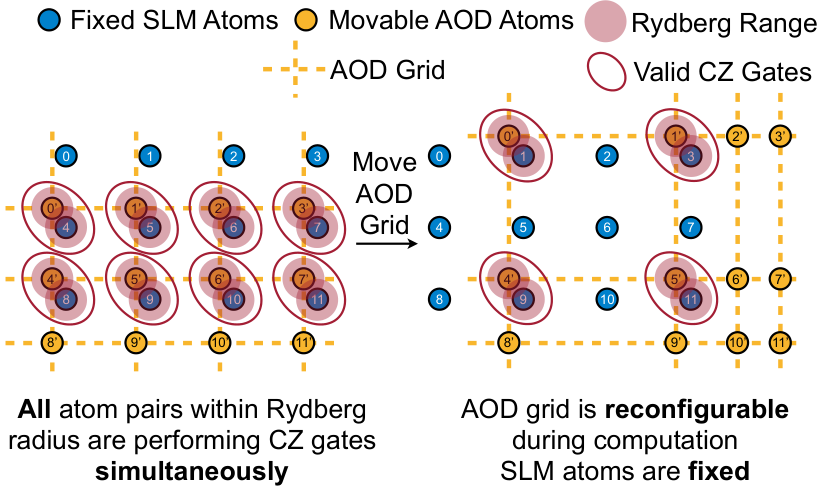 Fixed SLM Atoms Movable AOD Atoms Rydberg Range
AOD Grid Valid CZ Gates
0 1 2 3
0' 1' 2' 3'
4 5 6 7
4' 5' 6' 7'
8 9 10 11
8' 9' 10' 11'
Move
AOD
Grid
0' 1' 2' 3'
0 1 2 3
4 5 6 7
4' 5' 6' 7'
8 9 10 11
8' 9' 10' 11'
All atom pairs within Rydberg
radius are performing CZ gates
simultaneously
AOD grid is reconfigurable
during computation
SLM atoms are fixed